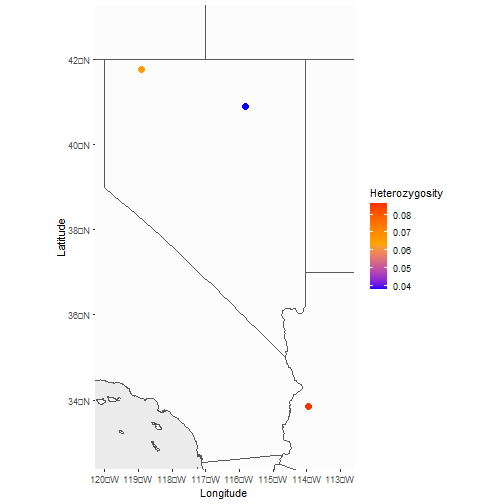 42□N
40□N
38□N
36□N
34□N
Latitude
120□W 119□W 118□W 117□W 116□W 115□W 114□W 113□W
Longitude
Heterozygosity
0.08
0.07
0.06
0.05
0.04